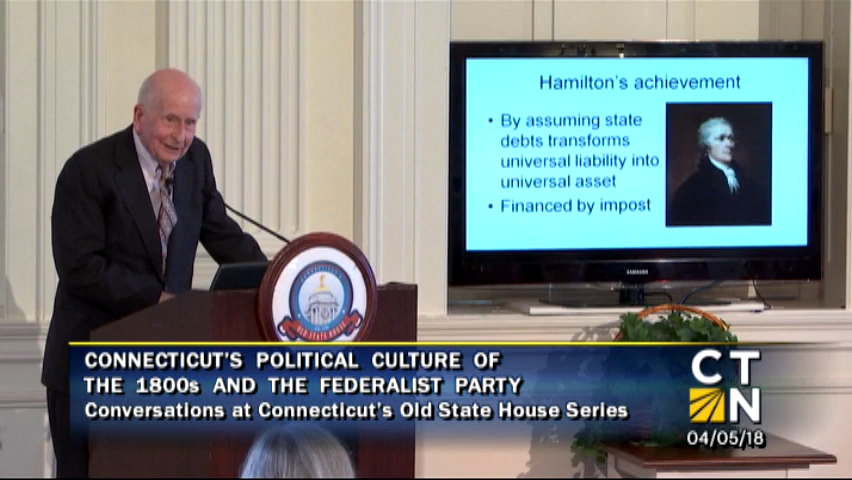 Hamilton's achievement
• By assuming state
debts transforms
universal liability into
universal asset
• Financed by impost
SAMSUNG
OLD STATE HOUSE
CONNECTICUT'S POLITICAL CULTURE OF
THE 1800s AND THE FEDERALIST PARTY
Conversations at Connecticut's Old State House Series
CT
N
04/05/18